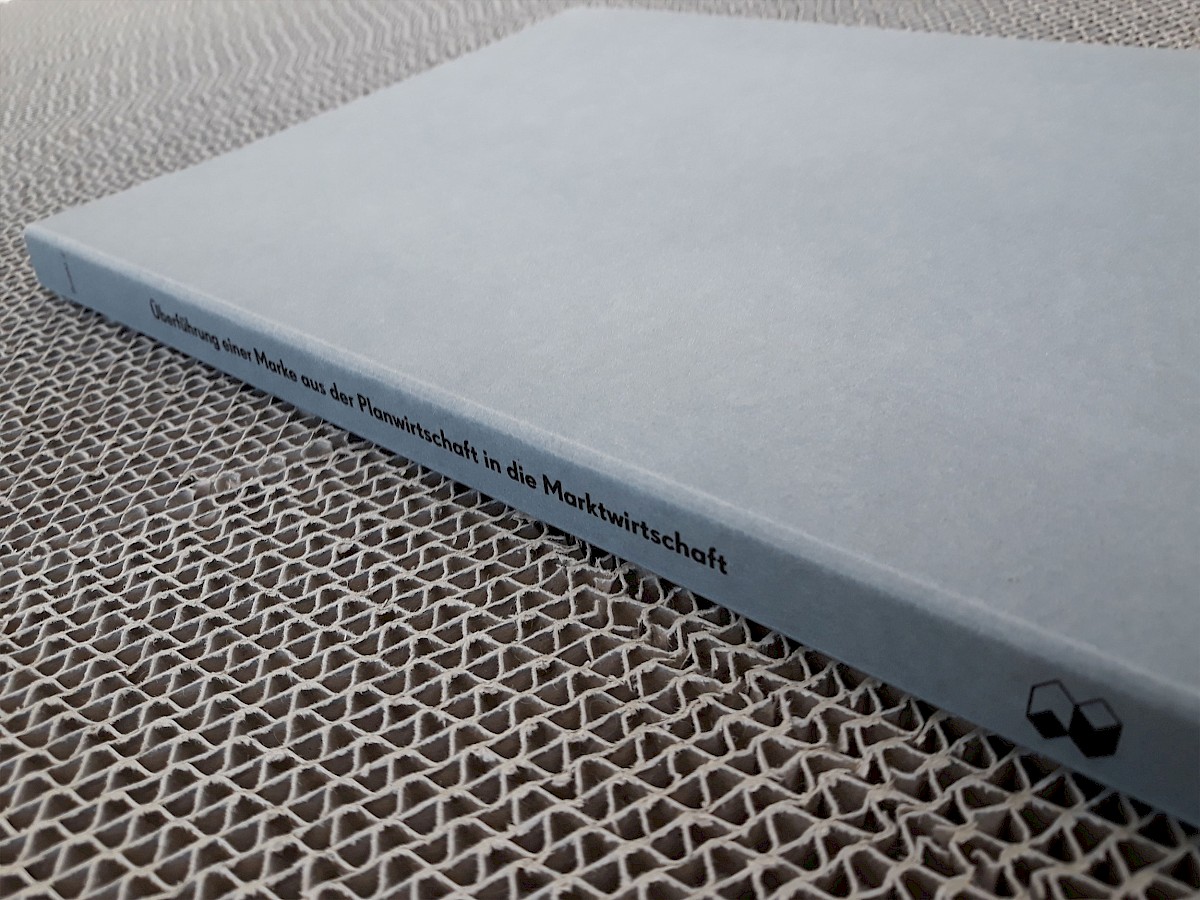 Überführung einer Marke aus der Planwirtschaft in die Marktwirtschaft